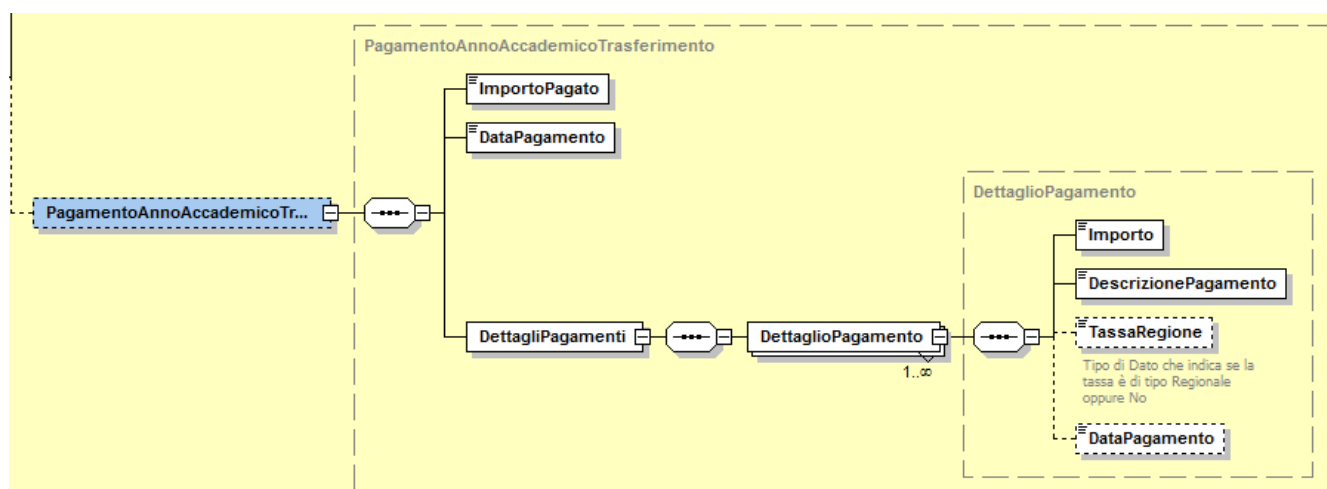 PagamentoAnnoAccademicoTrasferimento
ImportoPagato
DataPagamento
DettaglioPagamento
PagamentoAnnoAccademicoTr...
Importo
DescrizionePagamento
DettagliPagamenti
DettaglioPagamento
TassaRegione
1..∞
Tipo di Dato che indica se la
tassa è di tipo Regionale
oppure No
DataPagamento